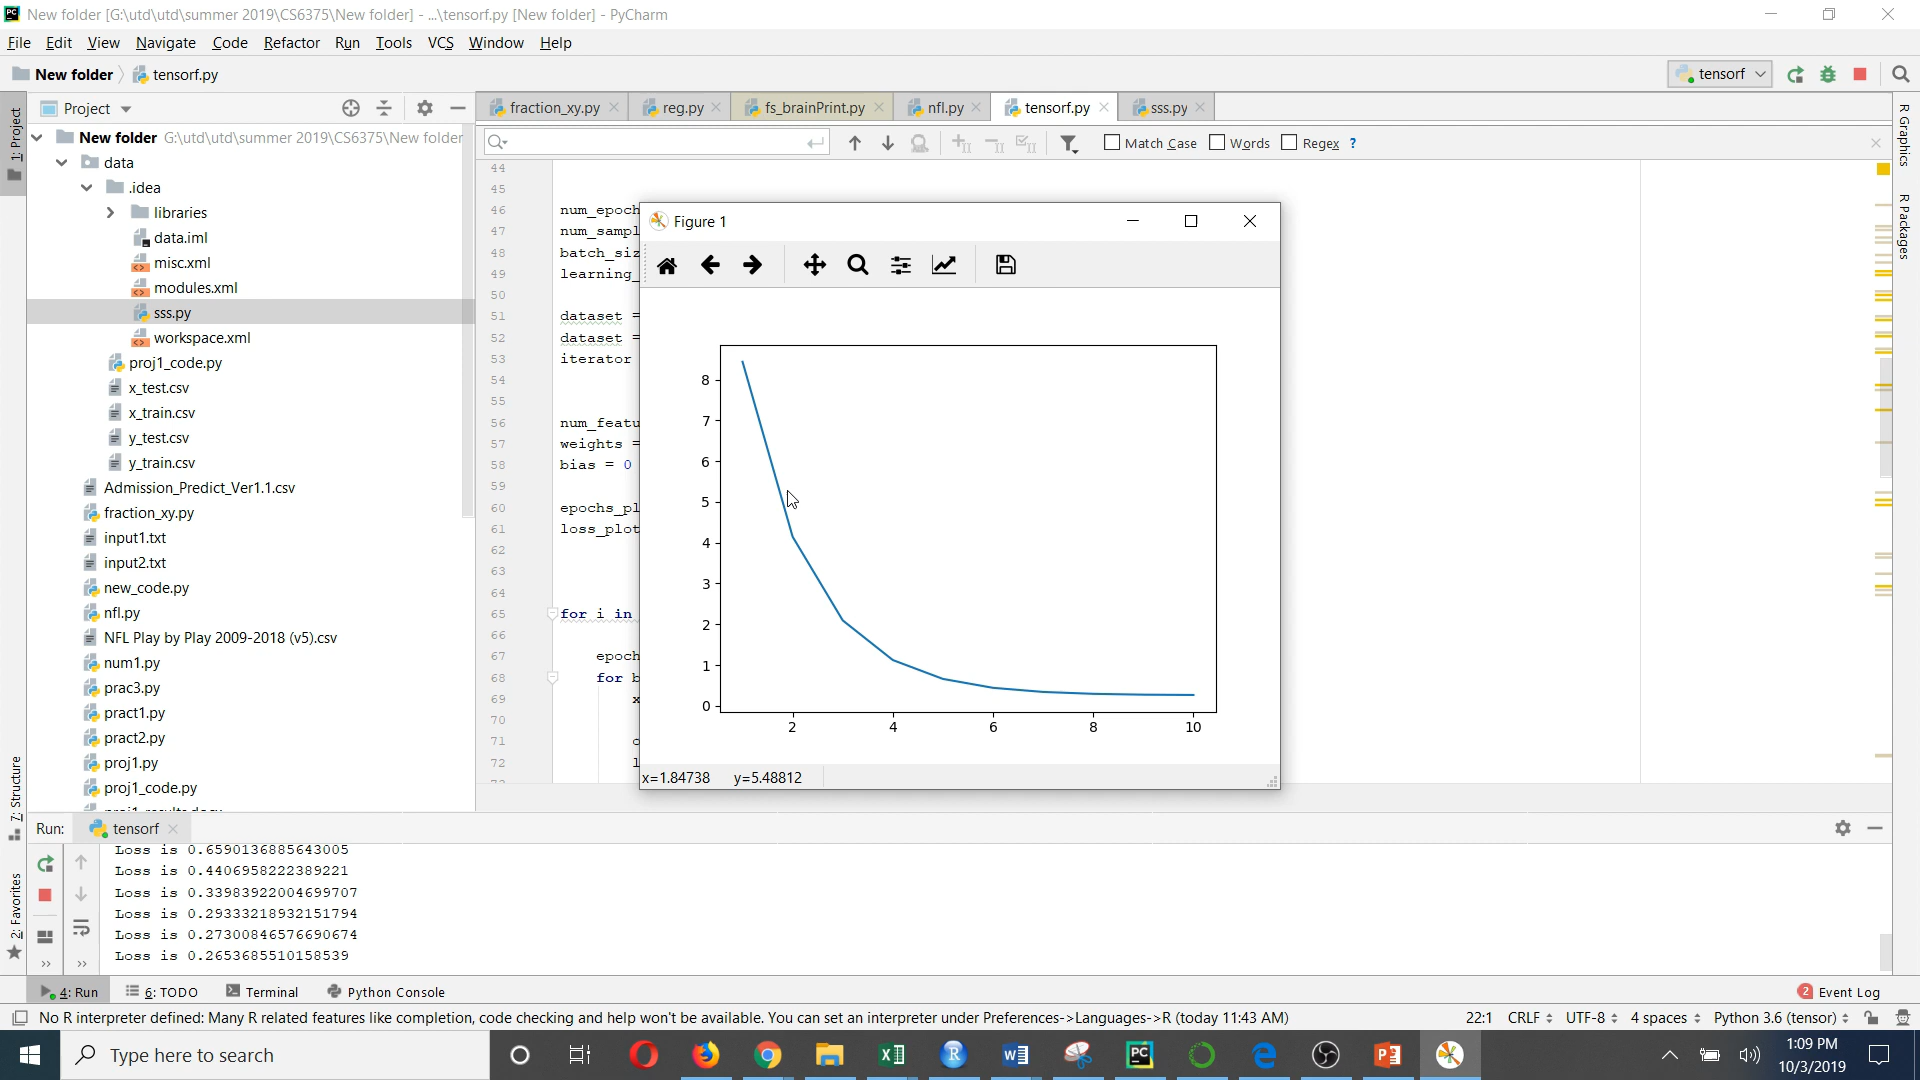 New folder [G:\utd\utd\summer 2019\CS6375\New folder] - ...\tensorf.py [New folder] - PyCharm
File Edit View Navigate Code Refactor Run Tools VCS Window Help
New folder tensorf.py tensorf
Project fraction_xy.py reg.py fs_brainPrint.py nfl.py tensorf.py sss.py
1: Project
New folder G:\utd\utd\summer 2019\CS6375\New folder
Match Case Words Regex ?
data
.idea
libraries
data.iml
misc.xml
modules.xml
sss.py
workspace.xml
proj1_code.py
x_test.csv
x_train.csv
y_test.csv
y_train.csv
Admission_Predict_Ver1.1.csv
fraction_xy.py
input1.txt
input2.txt
new_code.py
nfl.py
NFL Play by Play 2009-2018 (v5).csv
num1.py
prac3.py
pract1.py
pract2.py
proj1.py
proj1_code.py
7: Structure
2: Favorites
R Graphics
R Packages
44
45
46 num_epoch
47 num_sampl
48 batch_siz
49 learning_
50
51 dataset =
52 dataset =
53 iterator
54
55
56 num_featu
57 weights =
58 bias = 0
59
60 epochs_pl
61 loss_plot
62
63
64
65 for i in
66
67 epoch
68 for b
69 x
70
71
72 l
Figure 1
8
7
6
5
4
3
2
1
0
2 4 6 8 10
x=1.84738 y=5.48812
Run: tensorf
Loss is 0.6590136885643005
Loss is 0.4406958222389221
Loss is 0.33983922004699707
Loss is 0.29333218932151794
Loss is 0.27300846576690674
Loss is 0.2653685510158539
4: Run 6: TODO Terminal Python Console 2 Event Log
No R interpreter defined: Many R related features like completion, code checking and help won't be available. You can set an interpreter under Preferences->Languages->R (today 11:43 AM) 22:1 CRLF UTF-8 4 spaces Python 3.6 (tensor)
Type here to search
1:09 PM
10/3/2019